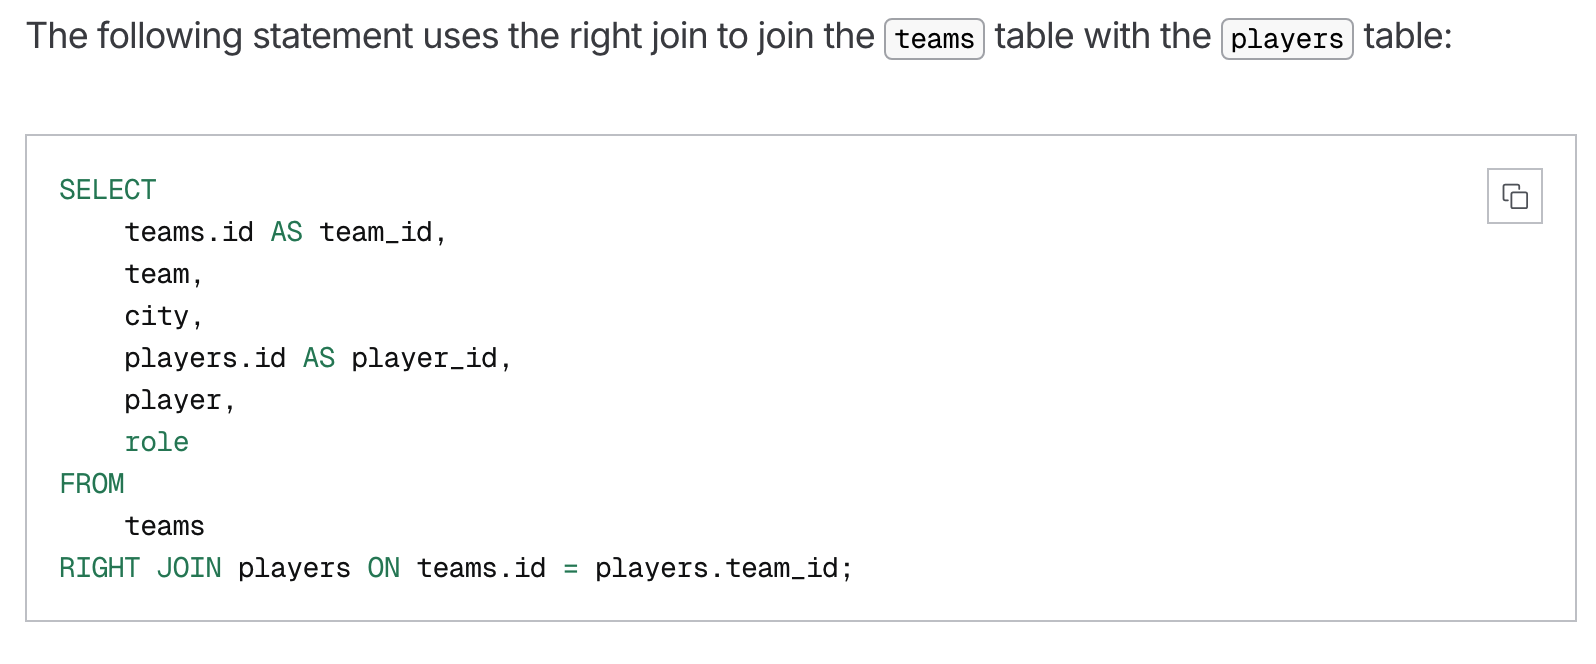 The following statement uses the right join to join the teams table with the players table:
SELECT
    teams.id AS team_id,
    team,
    city,
    players.id AS player_id,
    player,
    role
FROM
    teams
RIGHT JOIN players ON teams.id = players.team_id;